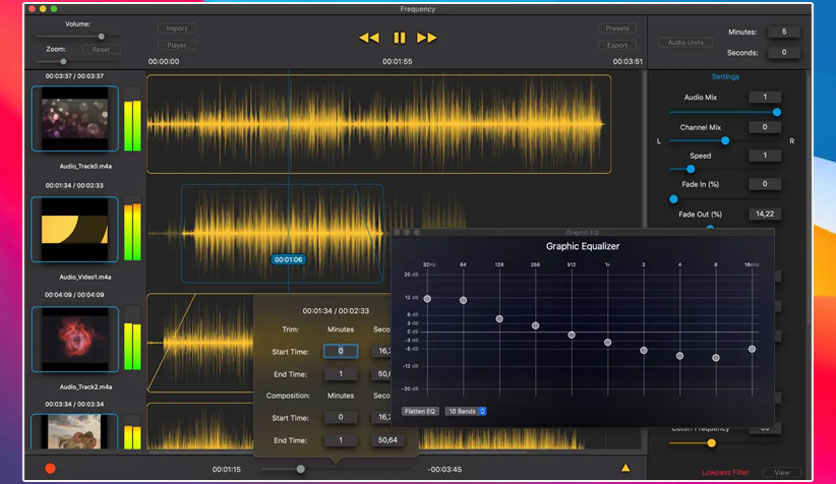 Frequency
Volume:
Zoom:
Reset
Import
Player
Presets
Export
Audio Units
Minutes:
5
Seconds:
0
00:00:00
00:01:55
00:03:51
00:03:37 / 00:03:37
Audio_Track0.m4a
00:01:34 / 00:02:33
Audio_Video1.m4a
00:04:09 / 00:04:09
Audio_Track2.m4a
00:03:34 / 00:03:34
00:01:06
Settings
Audio Mix
1
Channel Mix
0
L
R
Speed
1
Fade In (%)
0
Fade Out (%)
14,22
00:01:34 / 00:02:33
Trim:
Minutes
Start Time:
0
16,2
End Time:
1
50,6
Composition:
Minutes
Start Time:
0
16,2
End Time:
1
50,64
Graphic EQ
Graphic Equalizer
32Hz
64
128
256
512
1k
2
4
8
16kHz
20 dB
12 dB
6 dB
3 dB
0 dB
-3 dB
-6 dB
-12 dB
-20 dB
Flatten EQ
10 Bands
Cutoff Frequency
00:01:15
-00:03:45
Lowpass Filter
View